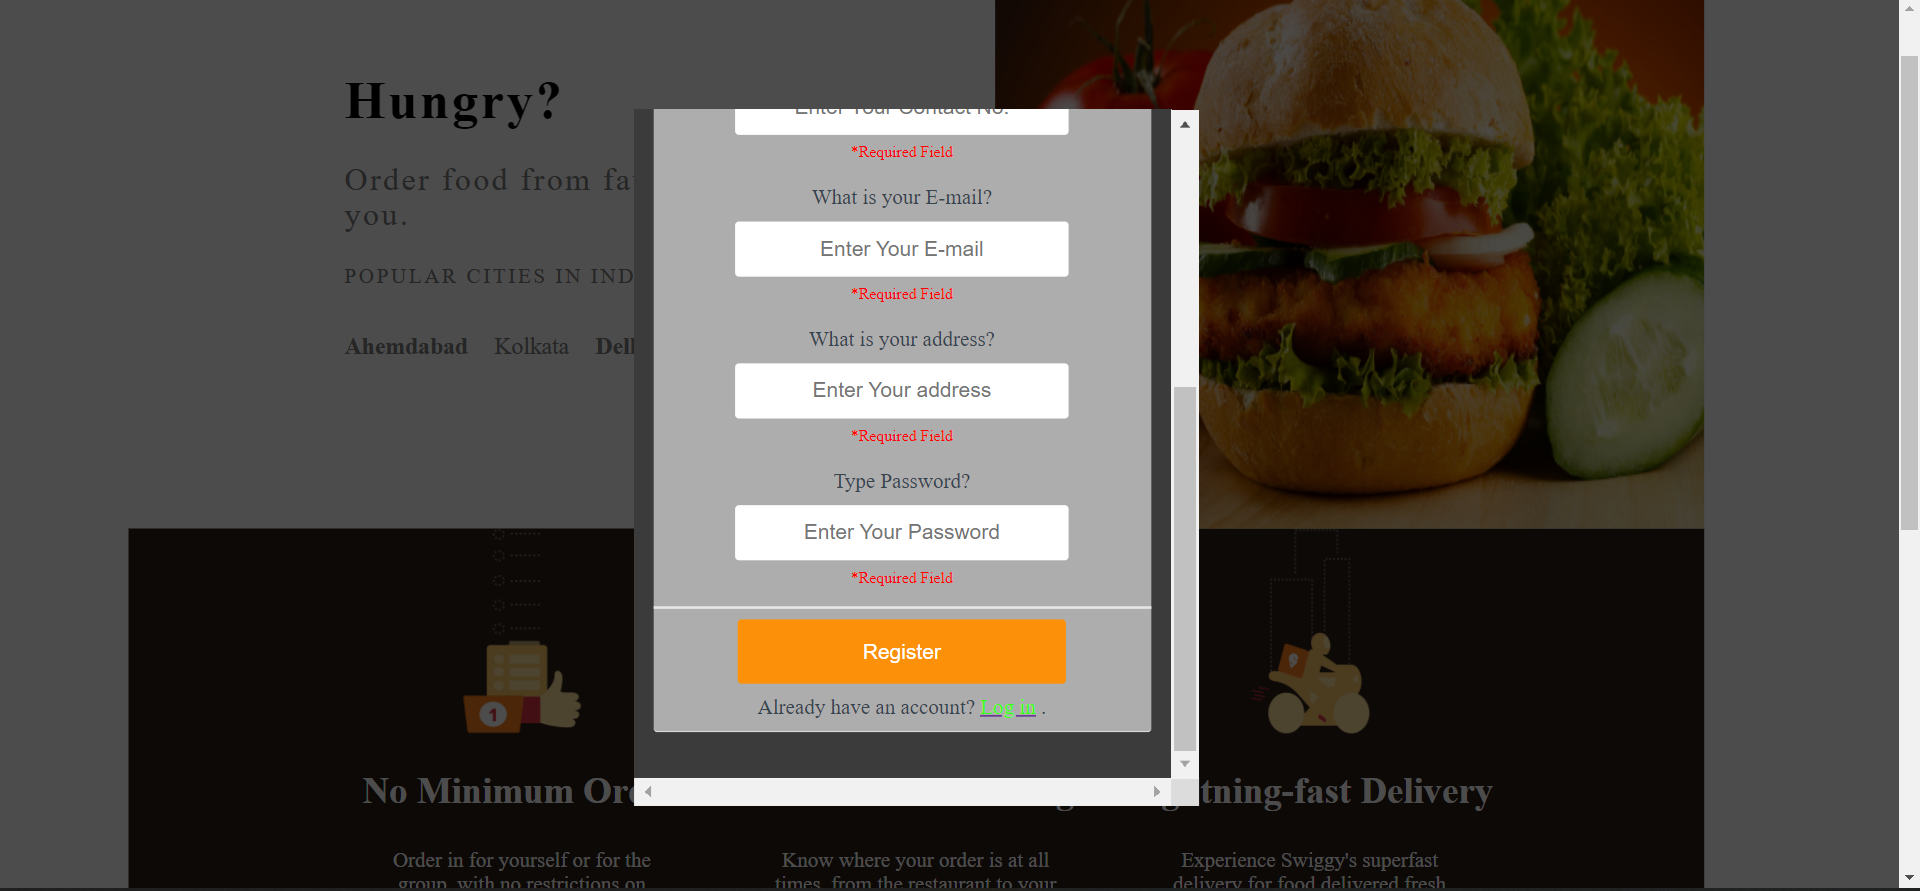 Hungry?
Order food from fa
you.
POPULAR CITIES IN IND
Ahemdabad Kolkata Del
Enter Your Contact No.
*Required Field
What is your E-mail?
Enter Your E-mail
*Required Field
What is your address?
Enter Your address
*Required Field
Type Password?
Enter Your Password
*Required Field
Register
Already have an account? Log in .
1
No Minimum Or
tning-fast Delivery
Order in for yourself or for the
group, with no restrictions on
Know where your order is at all
times, from the restaurant to your
Experience Swiggy's superfast
delivery for food delivered fresh